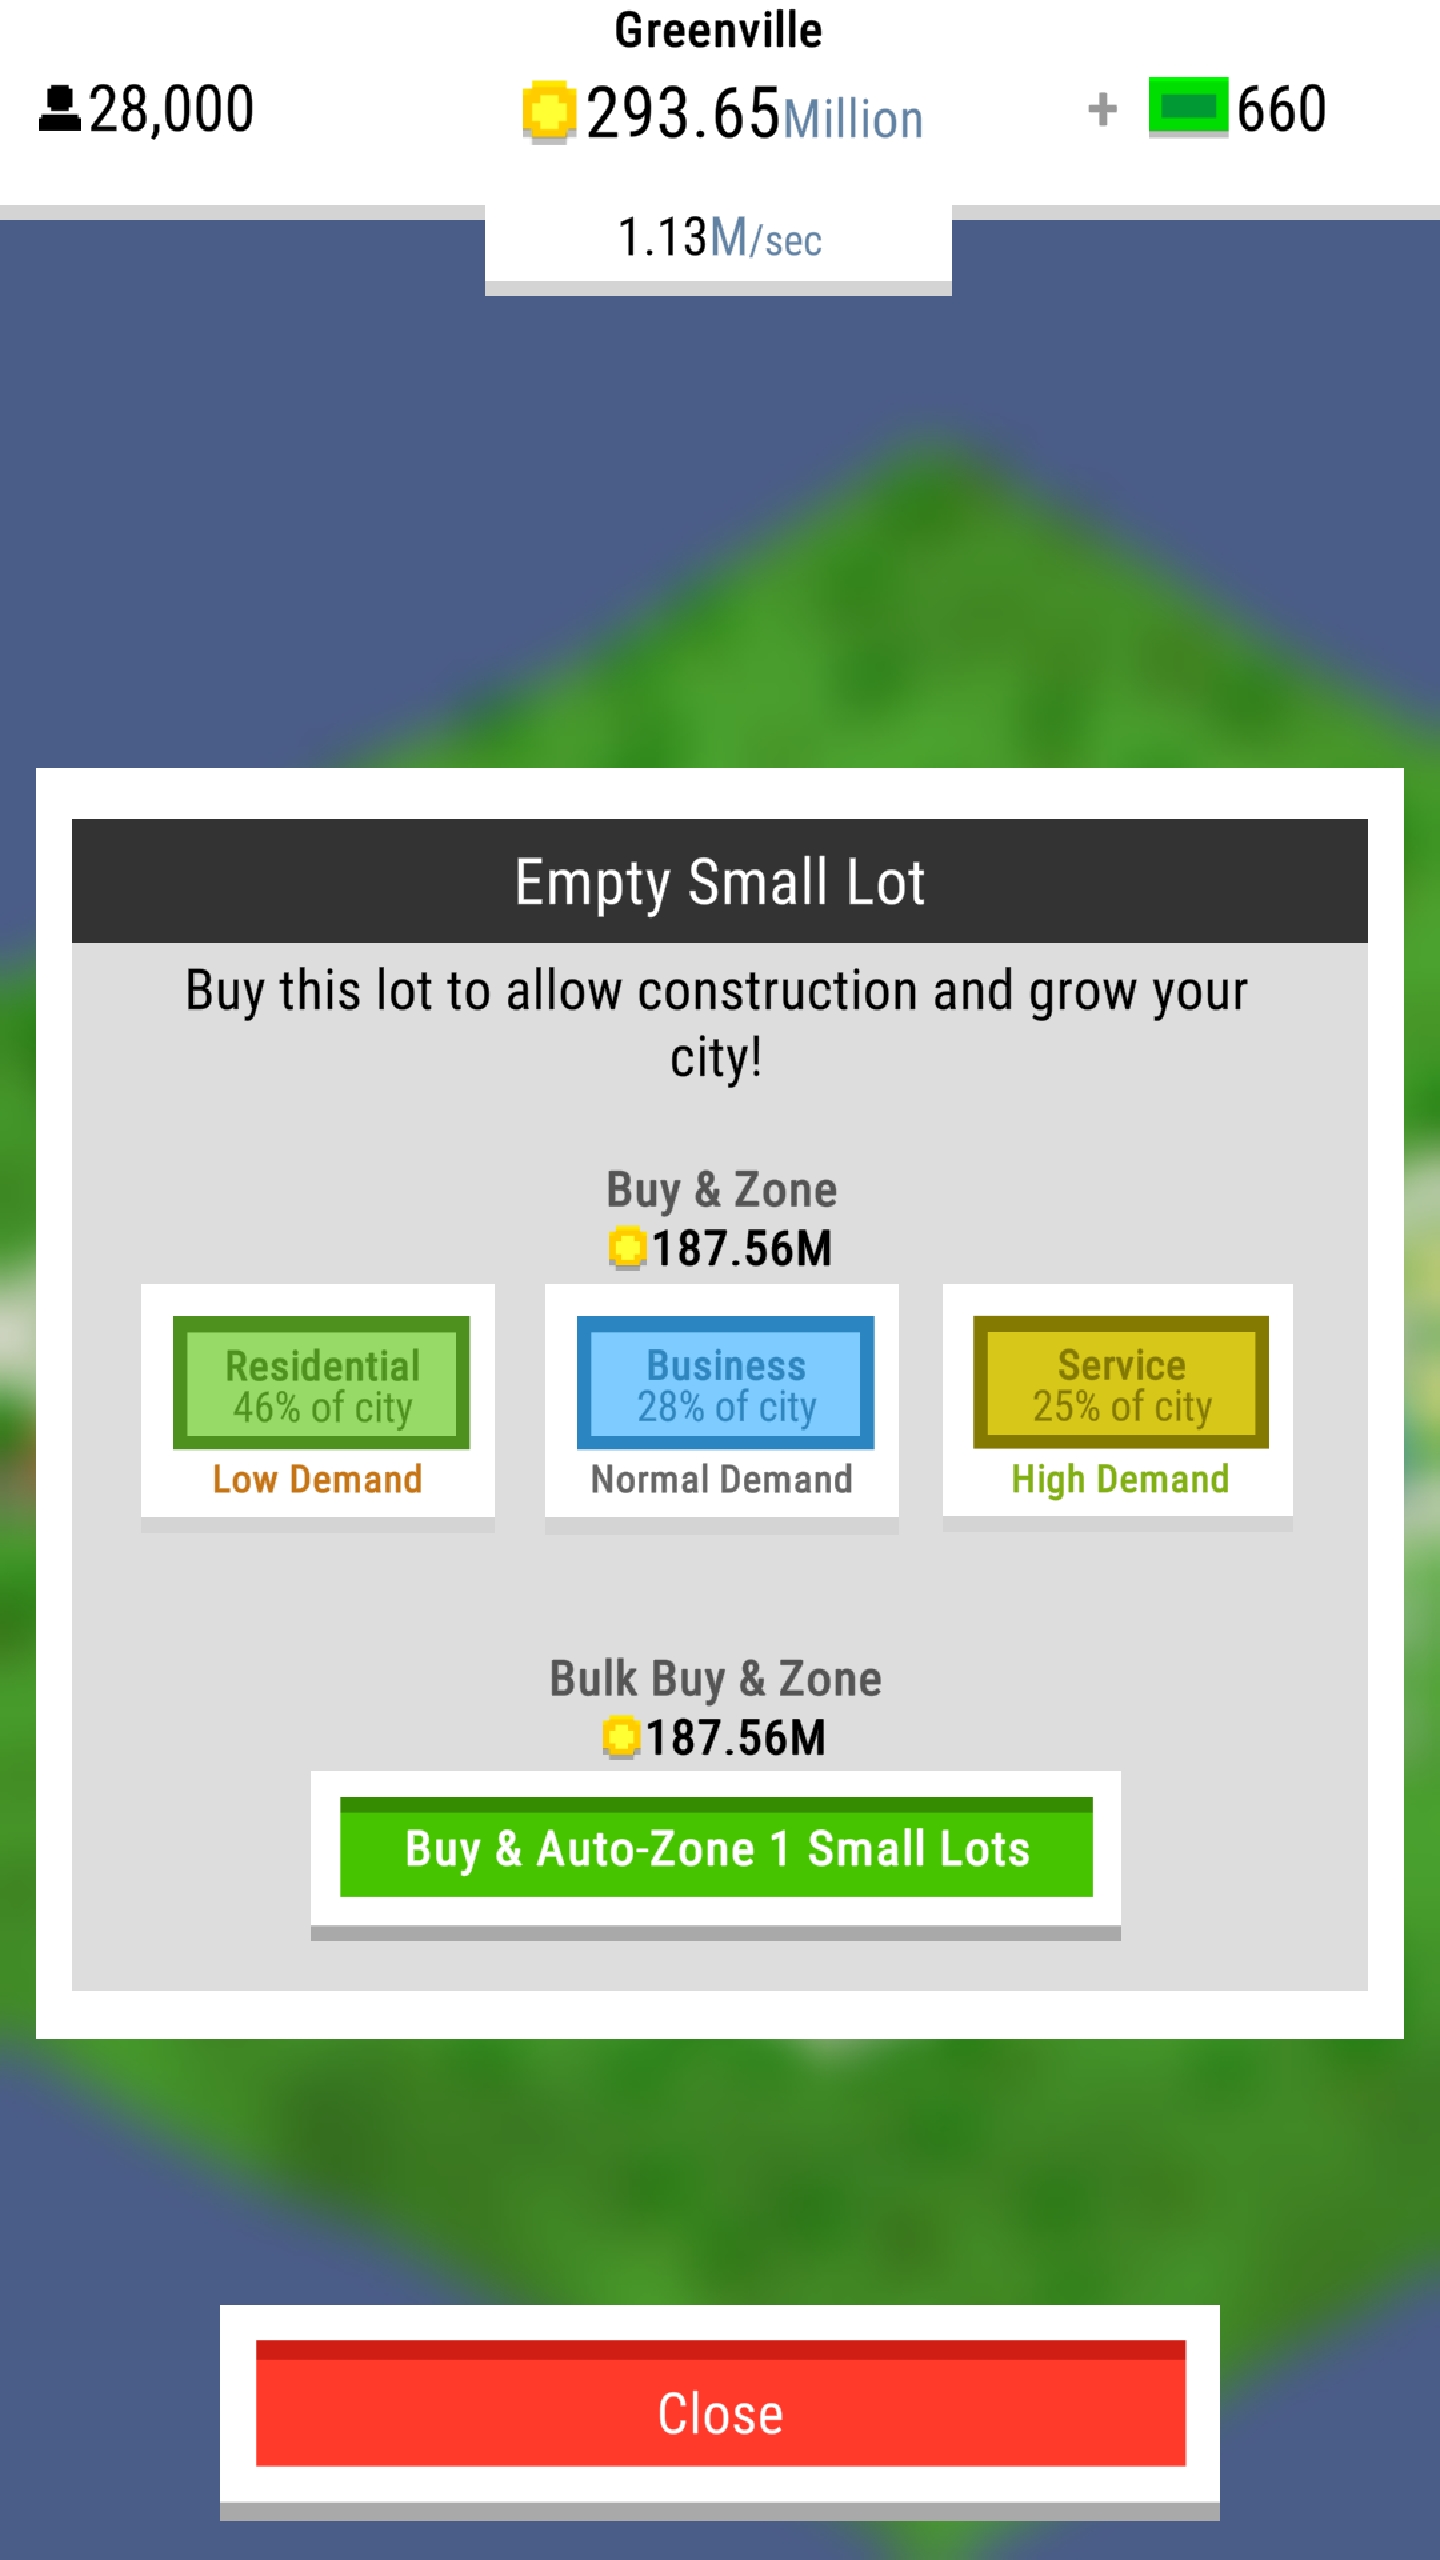 Greenville
28,000
293.65Million
+ 660
1.13M/sec
Empty Small Lot
Buy this lot to allow construction and grow your
city!
Buy & Zone
187.56M
Residential
46% of city
Low Demand
Business
28% of city
Normal Demand
Service
25% of city
High Demand
Bulk Buy & Zone
187.56M
Buy & Auto-Zone 1 Small Lots
Close